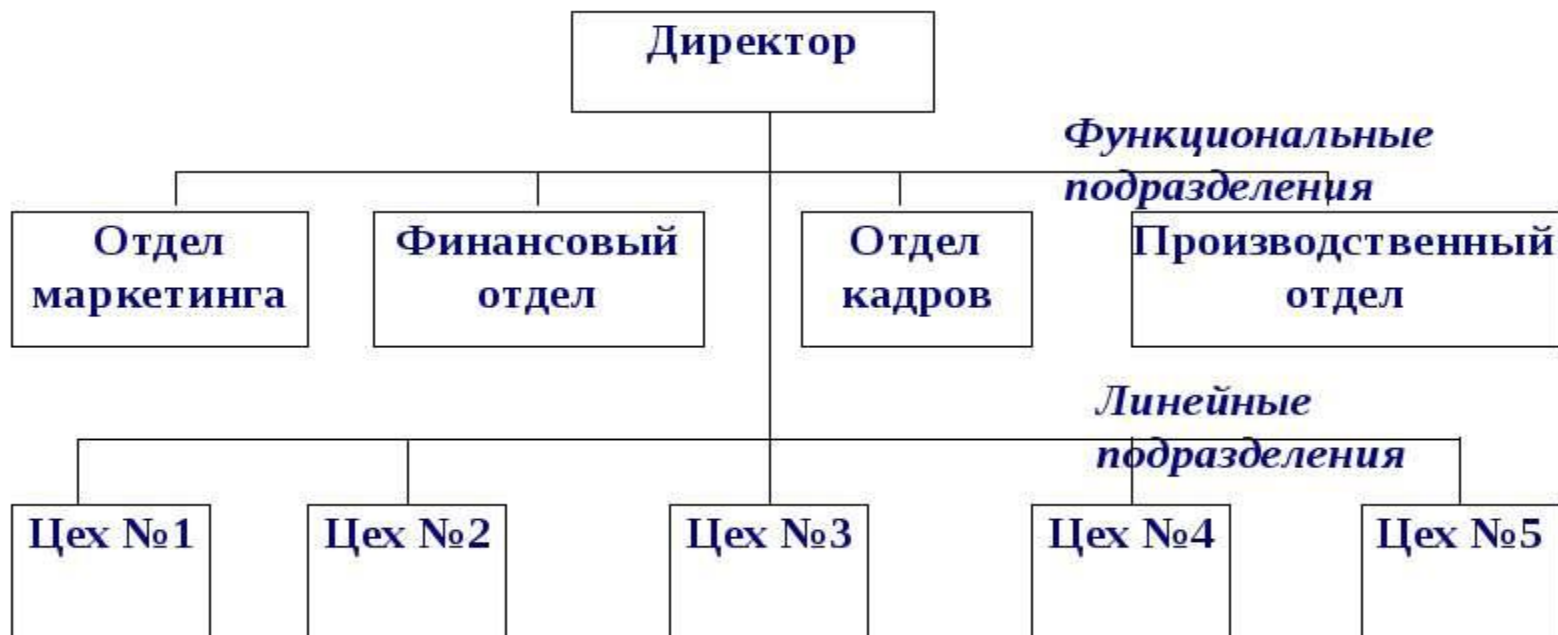 Директор
Функциональные
подразделения
Отдел
маркетинга
Финансовый
отдел
Отдел
кадров
Производственный
отдел
Линейные
подразделения
Цех №1
Цех №2
Цех №3
Цех №4
Цех №5